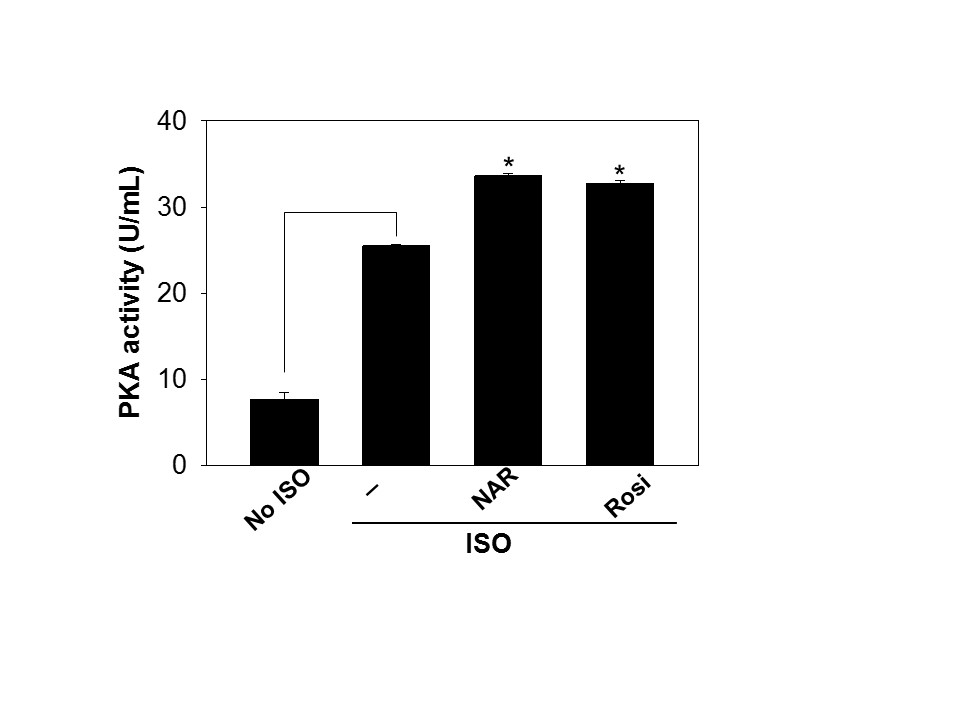 PKA activity (U/mL)
40
30
20
10
0
*
*
No ISO
–
NAR
Rosi
ISO